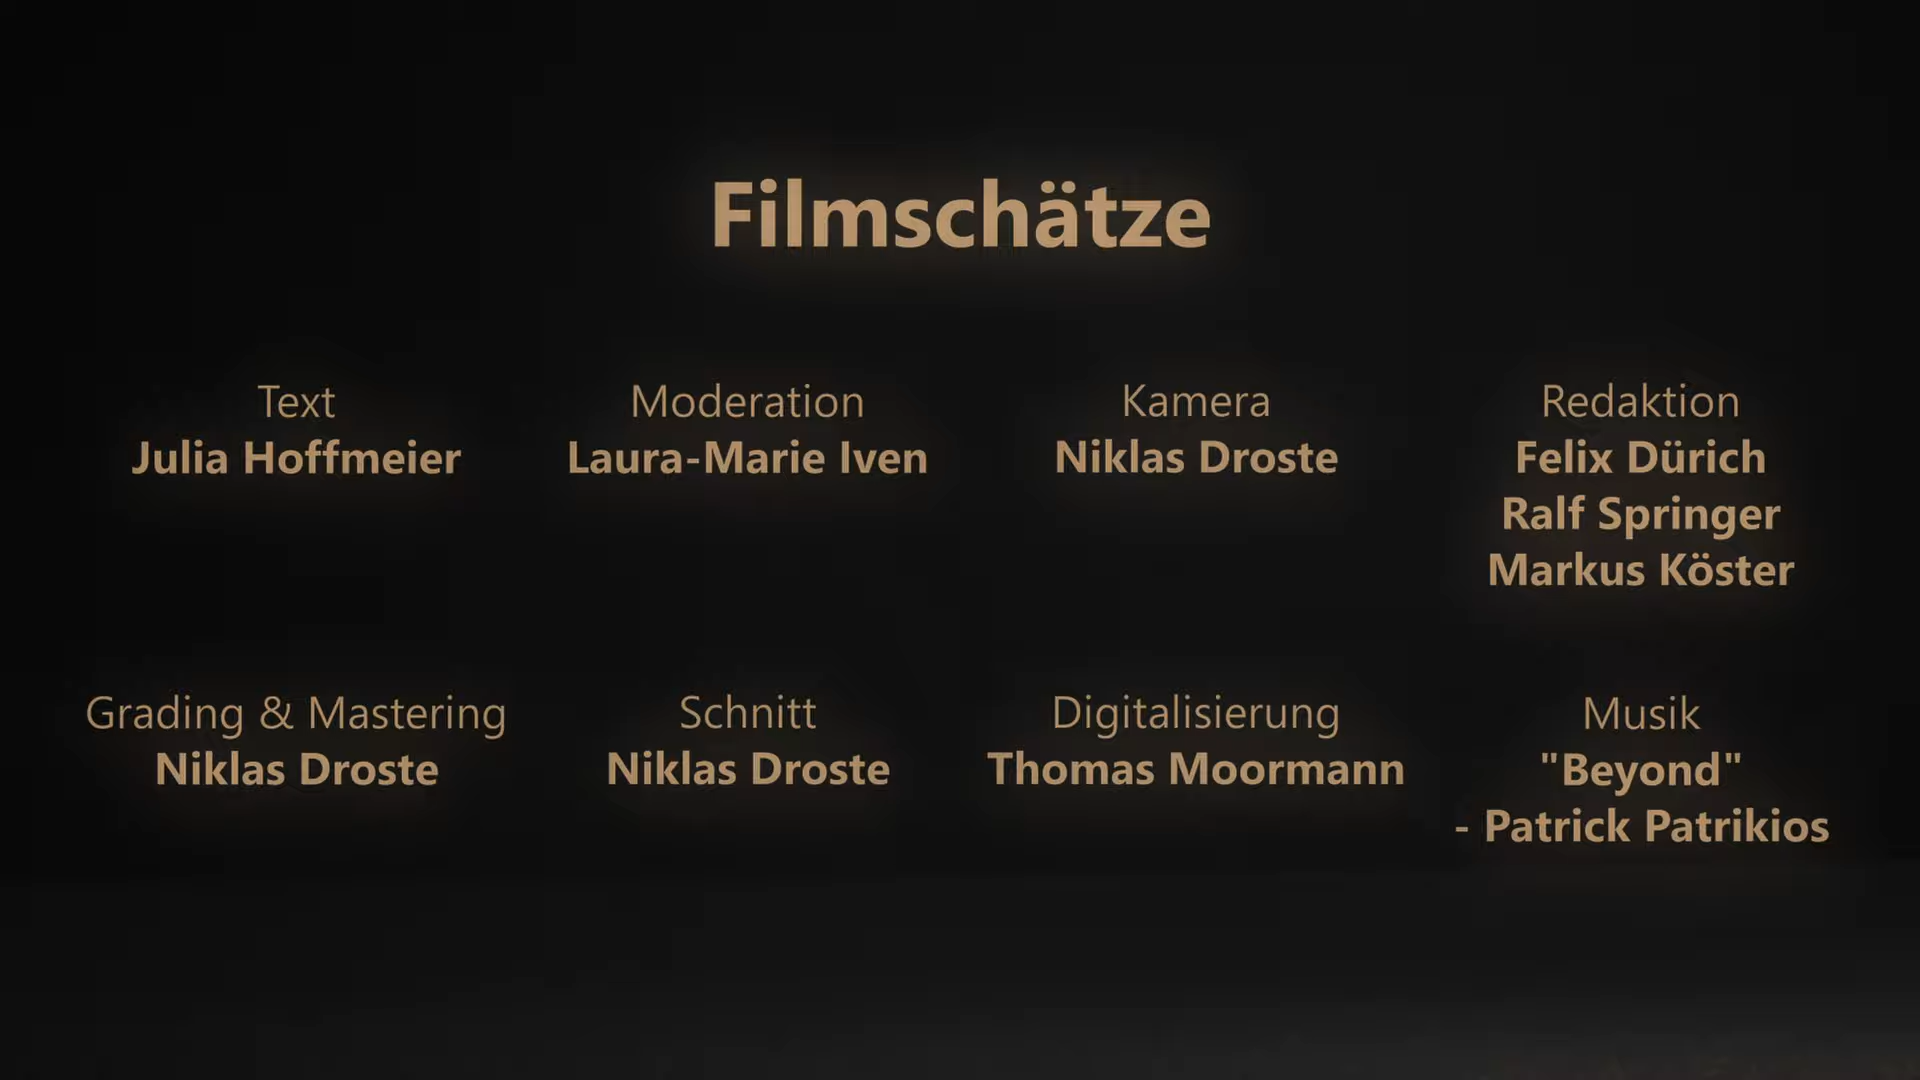 Filmschätze
Text
Julia Hoffmeier
Moderation
Laura-Marie Iven
Kamera
Niklas Droste
Redaktion
Felix Dürich
Ralf Springer
Markus Köster
Grading & Mastering
Niklas Droste
Schnitt
Niklas Droste
Digitalisierung
Thomas Moormann
Musik
"Beyond"
- Patrick Patrikios